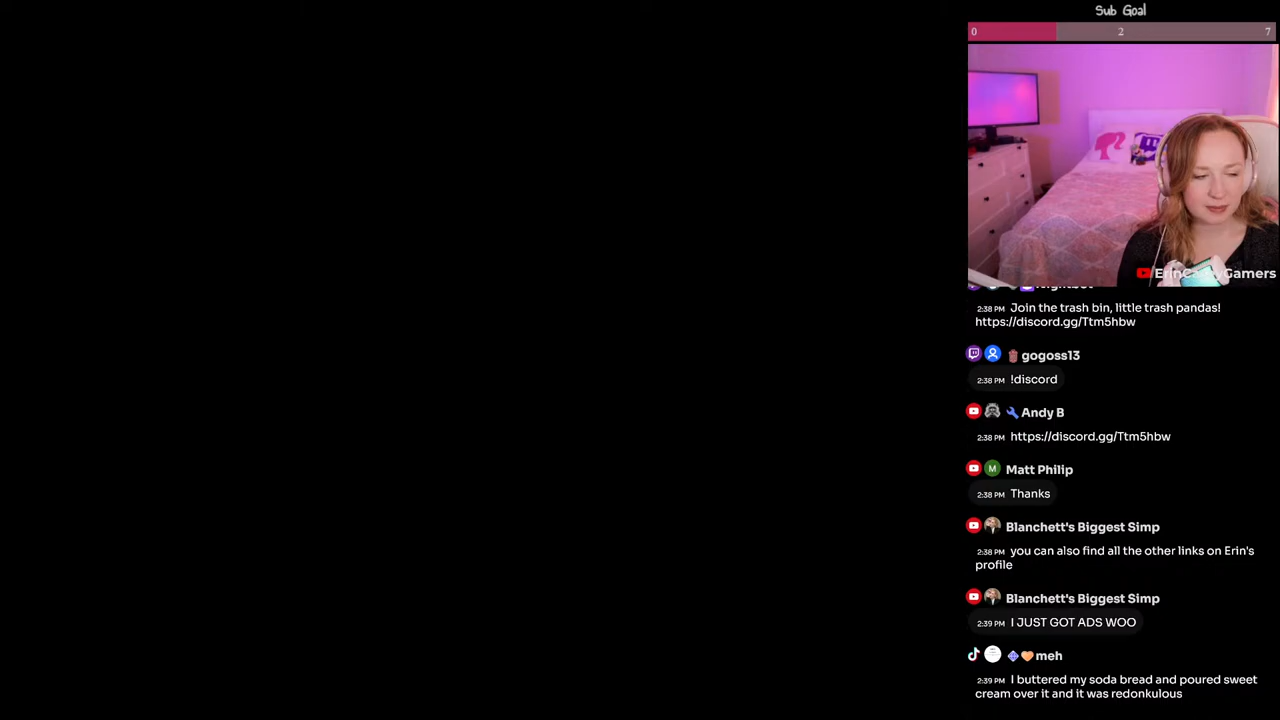 Sub Goal
0 2 7
2:38 PM Join the trash bin, little trash pandas!
https://discord.gg/Ttm5hbw
gogoss13
2:38 PM !discord
Andy B
2:38 PM https://discord.gg/Ttm5hbw
M Matt Philip
2:38 PM Thanks
Blanchett's Biggest Simp
2:38 PM you can also find all the other links on Erin's
profile
Blanchett's Biggest Simp
2:39 PM I JUST GOT ADS WOO
meh
2:39 PM I buttered my soda bread and poured sweet
cream over it and it was redonkulous